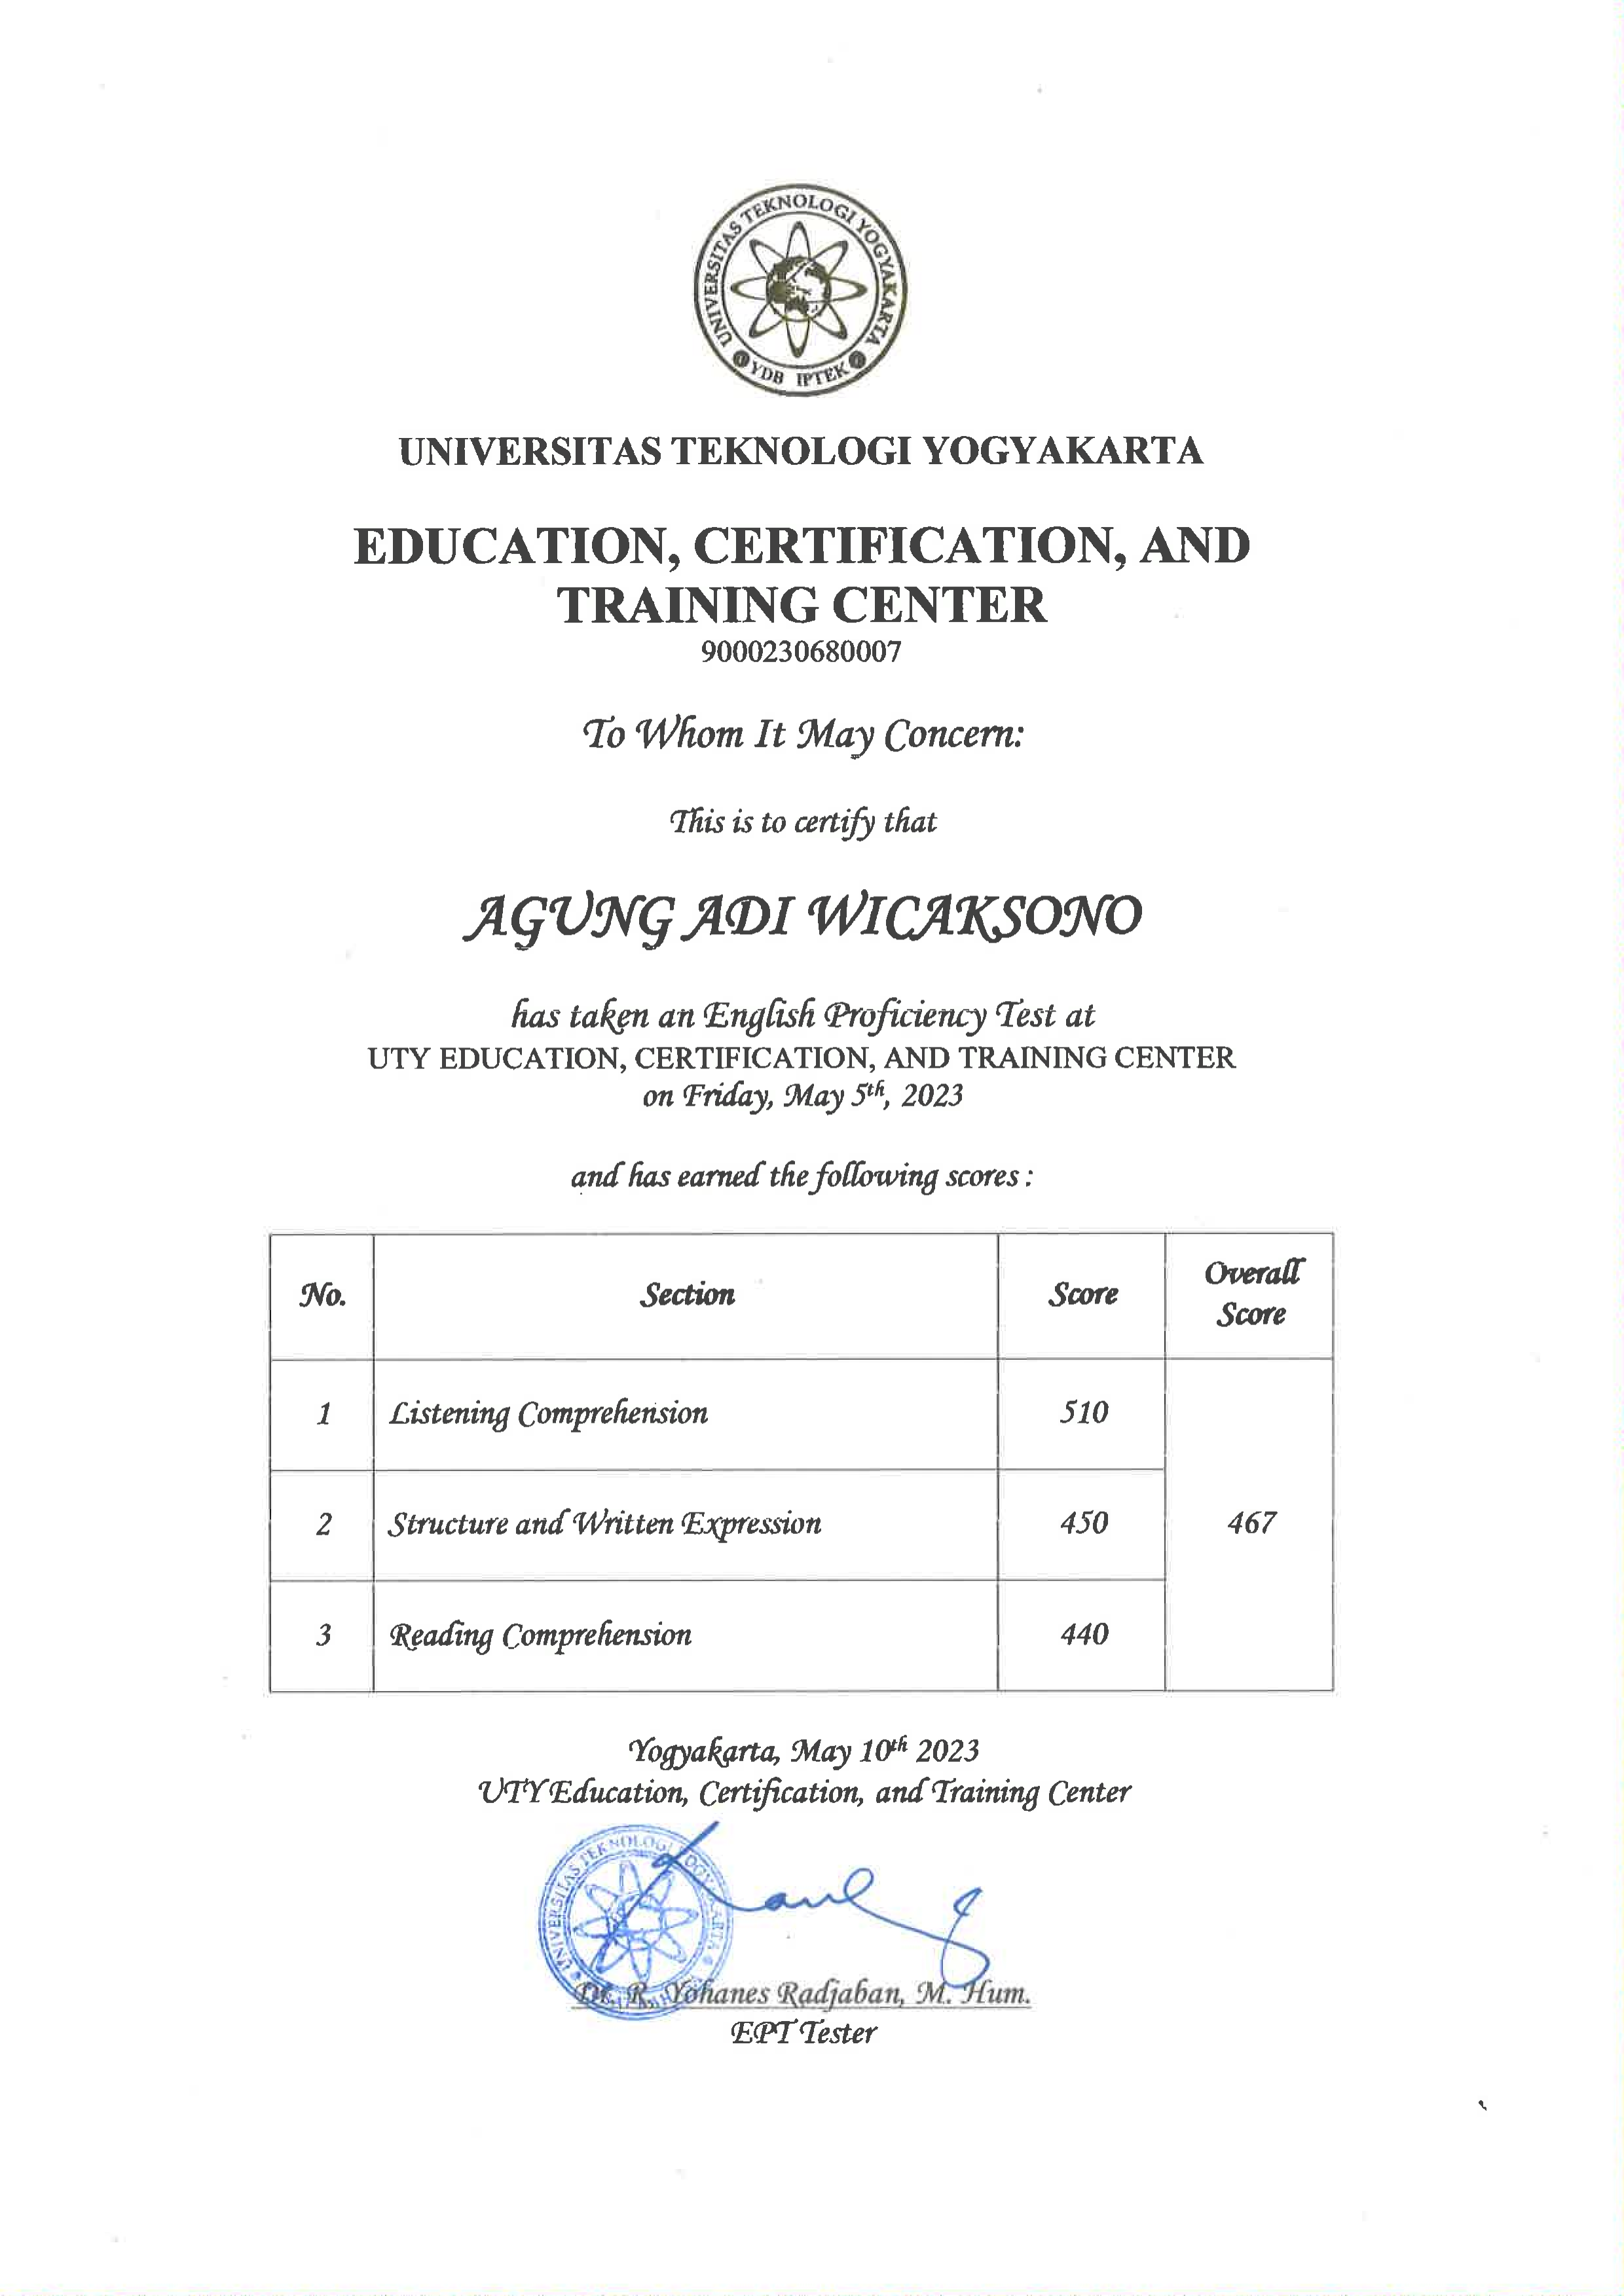 UNIVERSITAS TEKNOLOGI YOGYAKARTA
YDB IPTEK
UNIVERSITAS TEKNOLOGI YOGYAKARTA
EDUCATION, CERTIFICATION, AND
TRAINING CENTER
9000230680007
To Whom It May Concern:
This is to certify that
AGUNG ADI WICAKSONO
has taken an English Proficiency Test at
UTY EDUCATION, CERTIFICATION, AND TRAINING CENTER
on Friday, May 5th, 2023
and has earned the following scores :
No. Section Score Overall Score
1 Listening Comprehension 510
2 Structure and Written Expression 450 467
3 Reading Comprehension 440
Yogyakarta, May 10th 2023
UTY Education, Certification, and Training Center
UNIVERSITAS TEKNOLOGI YOGYAKARTA
Dr. R. Yohanes Radjaban, M. Hum.
EPT Tester